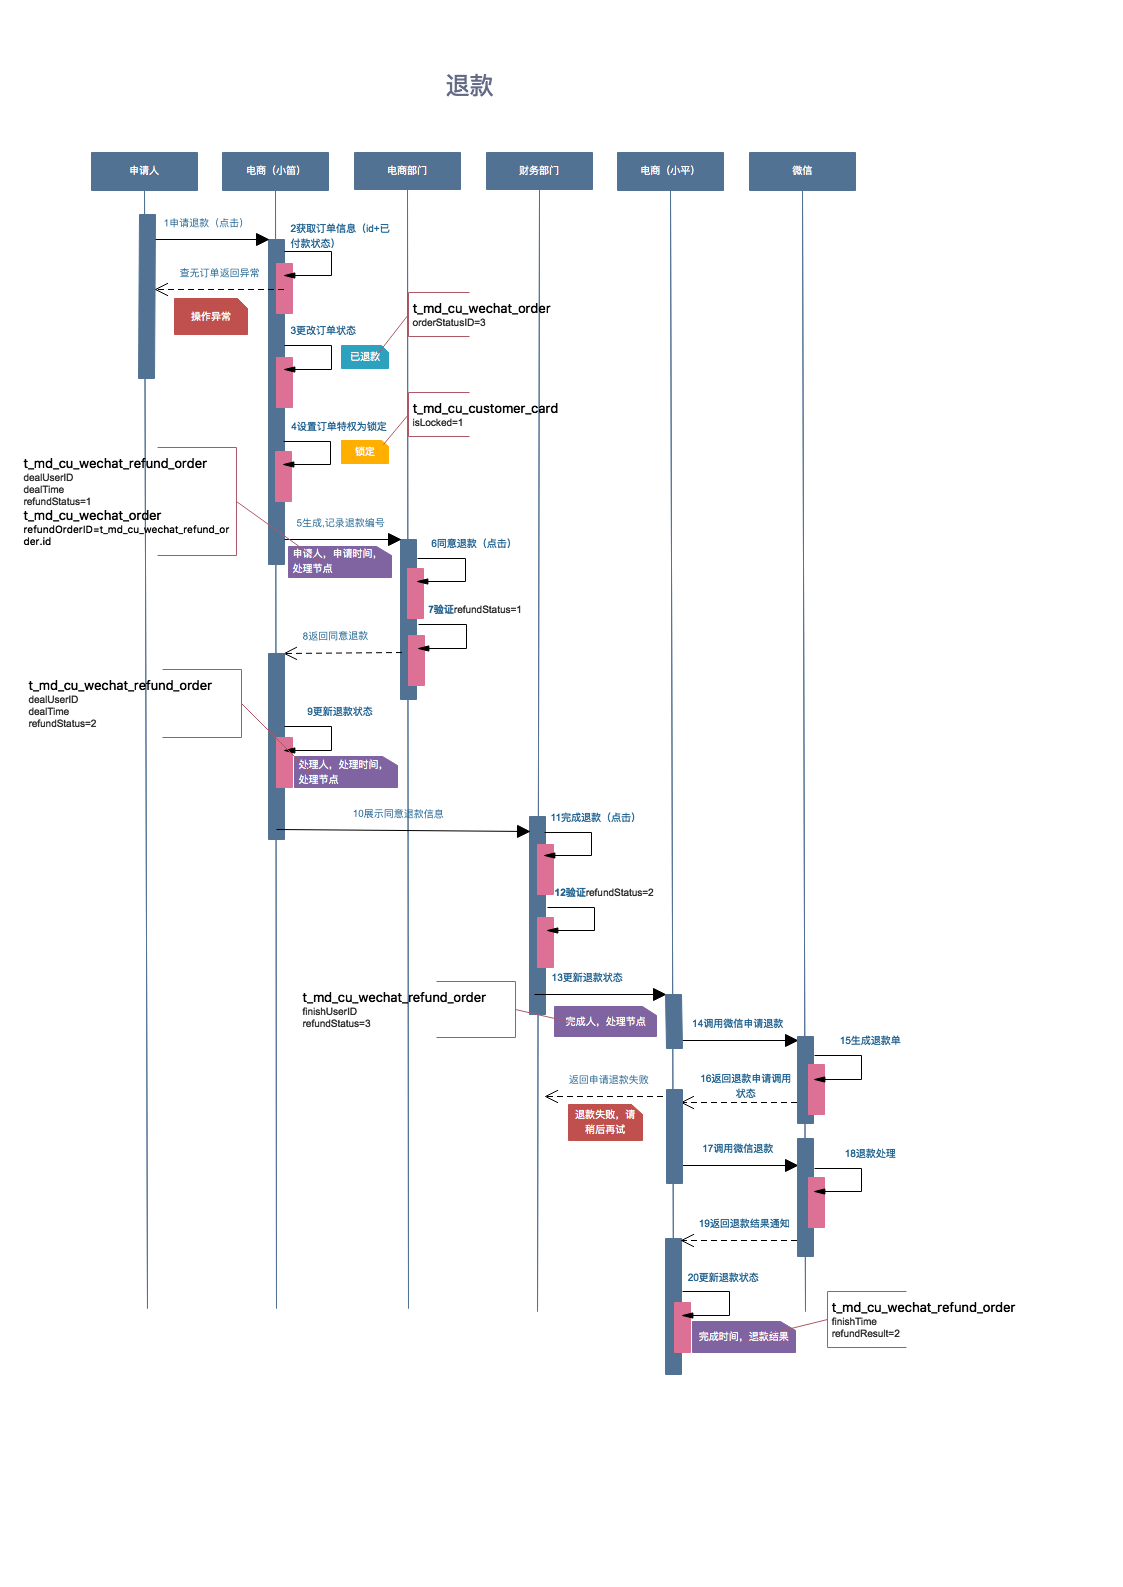 退款
申请人
电商（小笛）
电商部门
财务部门
电商（小平）
微信
1申请退款（点击）
2获取订单信息（id+已
付款状态）
查无订单返回异常
操作异常
t_md_cu_wechat_order
orderStatusID=3
3更改订单状态
已退款
t_md_cu_customer_card
isLocked=1
4设置订单特权为锁定
锁定
t_md_cu_wechat_refund_order
dealUserID
dealTime
refundStatus=1
t_md_cu_wechat_order
refundOrderID=t_md_cu_wechat_refund_or
der.id
5生成,记录退款编号
申请人，申请时间，
处理节点
6同意退款（点击）
7验证refundStatus=1
8返回同意退款
t_md_cu_wechat_refund_order
dealUserID
dealTime
refundStatus=2
9更新退款状态
处理人，处理时间，
处理节点
10展示同意退款信息
11完成退款（点击）
12验证refundStatus=2
13更新退款状态
t_md_cu_wechat_refund_order
finishUserID
refundStatus=3
完成人，处理节点
14调用微信申请退款
15生成退款单
16返回退款申请调用
状态
返回申请退款失败
退款失败，请
稍后再试
17调用微信退款
18退款处理
19返回退款结果通知
20更新退款状态
t_md_cu_wechat_refund_order
finishTime
refundResult=2
完成时间，退款结果